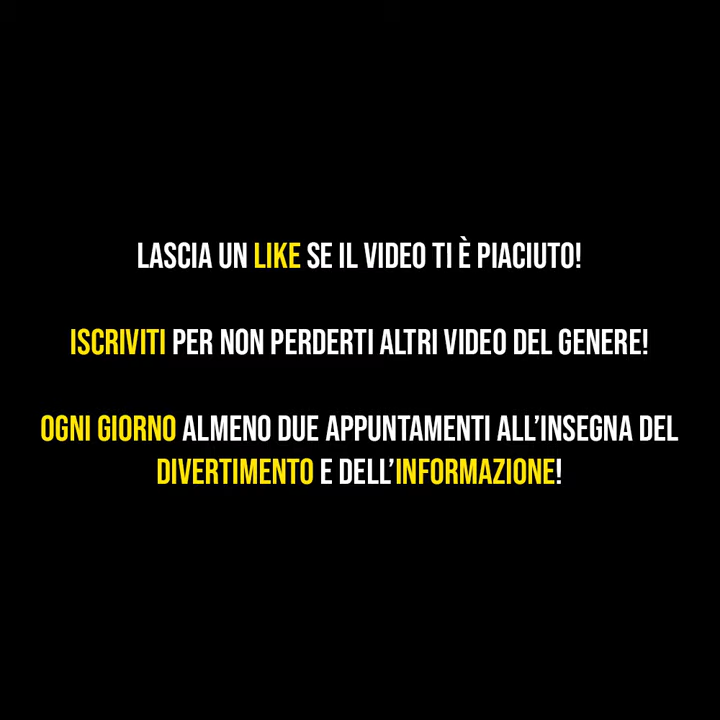 LASCIA UN LIKE SE IL VIDEO TI È PIACIUTO!
ISCRIVITI PER NON PERDERTI ALTRI VIDEO DEL GENERE!
OGNI GIORNO ALMENO DUE APPUNTAMENTI ALL’INSEGNA DEL
DIVERTIMENTO E DELL’INFORMAZIONE!